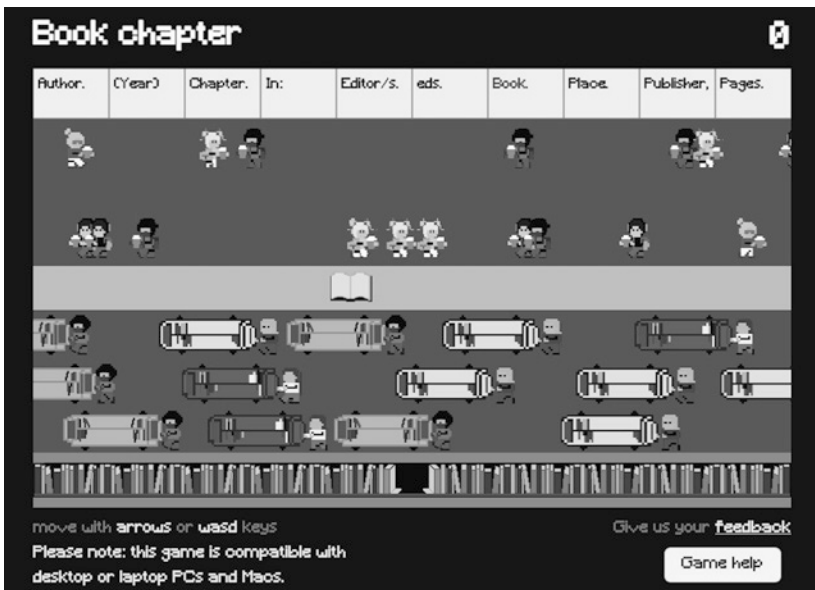 Book chapter 0
Author. (Year) Chapter. In: Editor/s. eds. Book. Place. Publisher, Pages.
move with arrows or wasd keys
Give us your feedback
Please note: this game is compatible with
desktop or laptop PCs and Macs.
Game help